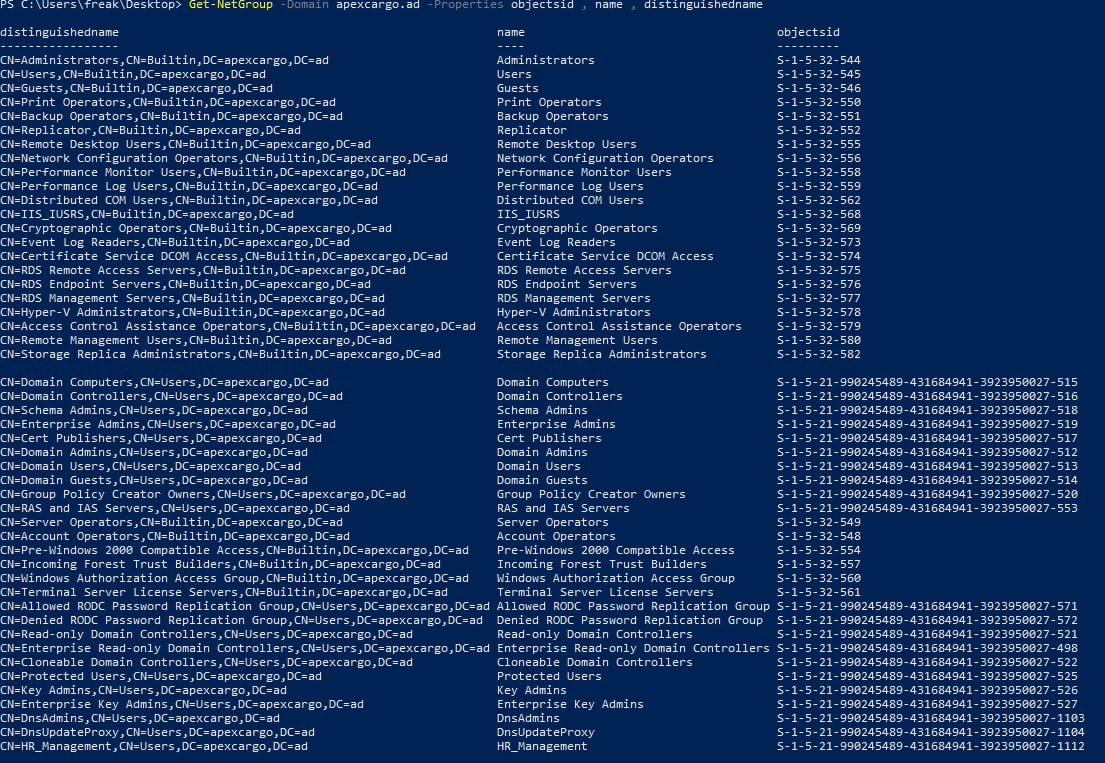 PS C:\Users\freak\Desktop> Get-NetGroup -Domain apexcargo.ad -Properties objectsid , name , distinguishedname
distinguishedname name objectsid
----------------- ---- ---------
CN=Administrators,CN=Builtin,DC=apexcargo,DC=ad Administrators S-1-5-32-544
CN=Users,CN=Builtin,DC=apexcargo,DC=ad Users S-1-5-32-545
CN=Guests,CN=Builtin,DC=apexcargo,DC=ad Guests S-1-5-32-546
CN=Print Operators,CN=Builtin,DC=apexcargo,DC=ad Print Operators S-1-5-32-550
CN=Backup Operators,CN=Builtin,DC=apexcargo,DC=ad Backup Operators S-1-5-32-551
CN=Replicator,CN=Builtin,DC=apexcargo,DC=ad Replicator S-1-5-32-552
CN=Remote Desktop Users,CN=Builtin,DC=apexcargo,DC=ad Remote Desktop Users S-1-5-32-555
CN=Network Configuration Operators,CN=Builtin,DC=apexcargo,DC=ad Network Configuration Operators S-1-5-32-556
CN=Performance Monitor Users,CN=Builtin,DC=apexcargo,DC=ad Performance Monitor Users S-1-5-32-558
CN=Performance Log Users,CN=Builtin,DC=apexcargo,DC=ad Performance Log Users S-1-5-32-559
CN=Distributed COM Users,CN=Builtin,DC=apexcargo,DC=ad Distributed COM Users S-1-5-32-562
CN=IIS_IUSRS,CN=Builtin,DC=apexcargo,DC=ad IIS_IUSRS S-1-5-32-568
CN=Cryptographic Operators,CN=Builtin,DC=apexcargo,DC=ad Cryptographic Operators S-1-5-32-569
CN=Event Log Readers,CN=Builtin,DC=apexcargo,DC=ad Event Log Readers S-1-5-32-573
CN=Certificate Service DCOM Access,CN=Builtin,DC=apexcargo,DC=ad Certificate Service DCOM Access S-1-5-32-574
CN=RDS Remote Access Servers,CN=Builtin,DC=apexcargo,DC=ad RDS Remote Access Servers S-1-5-32-575
CN=RDS Endpoint Servers,CN=Builtin,DC=apexcargo,DC=ad RDS Endpoint Servers S-1-5-32-576
CN=RDS Management Servers,CN=Builtin,DC=apexcargo,DC=ad RDS Management Servers S-1-5-32-577
CN=Hyper-V Administrators,CN=Builtin,DC=apexcargo,DC=ad Hyper-V Administrators S-1-5-32-578
CN=Access Control Assistance Operators,CN=Builtin,DC=apexcargo,DC=ad Access Control Assistance Operators S-1-5-32-579
CN=Remote Management Users,CN=Builtin,DC=apexcargo,DC=ad Remote Management Users S-1-5-32-580
CN=Storage Replica Administrators,CN=Builtin,DC=apexcargo,DC=ad Storage Replica Administrators S-1-5-32-582
CN=Domain Computers,CN=Users,DC=apexcargo,DC=ad Domain Computers S-1-5-21-990245489-431684941-3923950027-515
CN=Domain Controllers,CN=Users,DC=apexcargo,DC=ad Domain Controllers S-1-5-21-990245489-431684941-3923950027-516
CN=Schema Admins,CN=Users,DC=apexcargo,DC=ad Schema Admins S-1-5-21-990245489-431684941-3923950027-518
CN=Enterprise Admins,CN=Users,DC=apexcargo,DC=ad Enterprise Admins S-1-5-21-990245489-431684941-3923950027-519
CN=Cert Publishers,CN=Users,DC=apexcargo,DC=ad Cert Publishers S-1-5-21-990245489-431684941-3923950027-517
CN=Domain Admins,CN=Users,DC=apexcargo,DC=ad Domain Admins S-1-5-21-990245489-431684941-3923950027-512
CN=Domain Users,CN=Users,DC=apexcargo,DC=ad Domain Users S-1-5-21-990245489-431684941-3923950027-513
CN=Domain Guests,CN=Users,DC=apexcargo,DC=ad Domain Guests S-1-5-21-990245489-431684941-3923950027-514
CN=Group Policy Creator Owners,CN=Users,DC=apexcargo,DC=ad Group Policy Creator Owners S-1-5-21-990245489-431684941-3923950027-520
CN=RAS and IAS Servers,CN=Users,DC=apexcargo,DC=ad RAS and IAS Servers S-1-5-21-990245489-431684941-3923950027-553
CN=Server Operators,CN=Builtin,DC=apexcargo,DC=ad Server Operators S-1-5-32-549
CN=Account Operators,CN=Builtin,DC=apexcargo,DC=ad Account Operators S-1-5-32-548
CN=Pre-Windows 2000 Compatible Access,CN=Builtin,DC=apexcargo,DC=ad Pre-Windows 2000 Compatible Access S-1-5-32-554
CN=Incoming Forest Trust Builders,CN=Builtin,DC=apexcargo,DC=ad Incoming Forest Trust Builders S-1-5-32-557
CN=Windows Authorization Access Group,CN=Builtin,DC=apexcargo,DC=ad Windows Authorization Access Group S-1-5-32-560
CN=Terminal Server License Servers,CN=Builtin,DC=apexcargo,DC=ad Terminal Server License Servers S-1-5-32-561
CN=Allowed RODC Password Replication Group,CN=Users,DC=apexcargo,DC=ad Allowed RODC Password Replication Group S-1-5-21-990245489-431684941-3923950027-571
CN=Denied RODC Password Replication Group,CN=Users,DC=apexcargo,DC=ad Denied RODC Password Replication Group S-1-5-21-990245489-431684941-3923950027-572
CN=Read-only Domain Controllers,CN=Users,DC=apexcargo,DC=ad Read-only Domain Controllers S-1-5-21-990245489-431684941-3923950027-521
CN=Enterprise Read-only Domain Controllers,CN=Users,DC=apexcargo,DC=ad Enterprise Read-only Domain Controllers S-1-5-21-990245489-431684941-3923950027-498
CN=Cloneable Domain Controllers,CN=Users,DC=apexcargo,DC=ad Cloneable Domain Controllers S-1-5-21-990245489-431684941-3923950027-522
CN=Protected Users,CN=Users,DC=apexcargo,DC=ad Protected Users S-1-5-21-990245489-431684941-3923950027-525
CN=Key Admins,CN=Users,DC=apexcargo,DC=ad Key Admins S-1-5-21-990245489-431684941-3923950027-526
CN=Enterprise Key Admins,CN=Users,DC=apexcargo,DC=ad Enterprise Key Admins S-1-5-21-990245489-431684941-3923950027-527
CN=DnsAdmins,CN=Users,DC=apexcargo,DC=ad DnsAdmins S-1-5-21-990245489-431684941-3923950027-1103
CN=DnsUpdateProxy,CN=Users,DC=apexcargo,DC=ad DnsUpdateProxy S-1-5-21-990245489-431684941-3923950027-1104
CN=HR_Management,CN=Users,DC=apexcargo,DC=ad HR_Management S-1-5-21-990245489-431684941-3923950027-1112